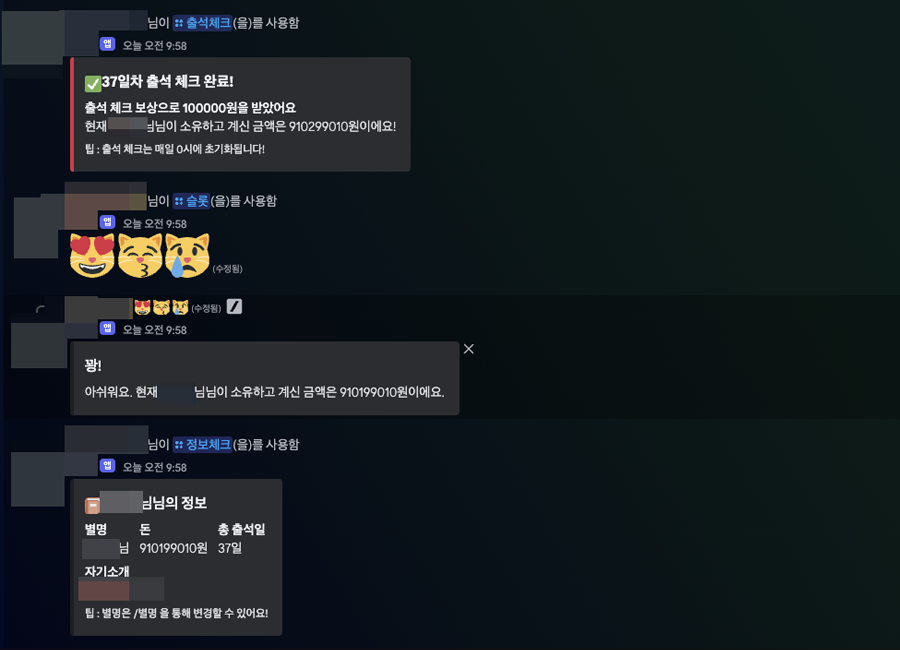 님이 출석체크(을)를 사용함
앱 오늘 오전 9:58
37일차 출석 체크 완료!
출석 체크 보상으로 100000원을 받았어요
현재 님님이 소유하고 계신 금액은 910299010원이에요!
팁 : 출석 체크는 매일 0시에 초기화됩니다!
님이 슬롯(을)를 사용함
앱 오늘 오전 9:58
(수정됨)
(수정됨)
앱 오늘 오전 9:58
꽝!
아쉬워요. 현재 님님이 소유하고 계신 금액은 910199010원이에요.
님이 정보체크(을)를 사용함
앱 오늘 오전 9:58
님님의 정보
별명 돈 총 출석일
님 910199010원 37일
자기소개
팁 : 별명은 /별명 을 통해 변경할 수 있어요!